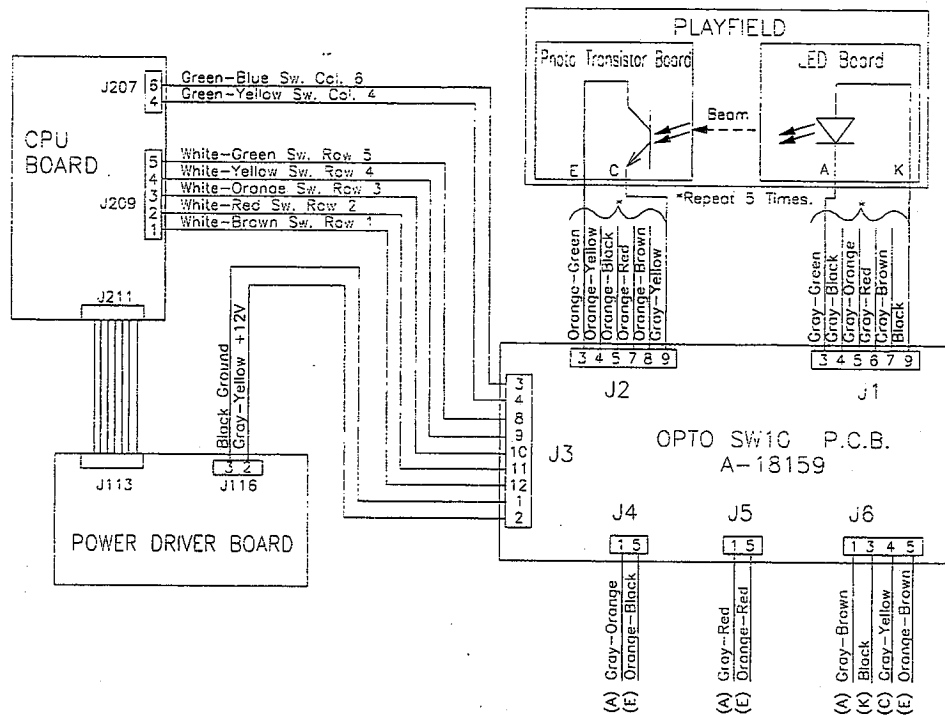 PLAYFIELD
Photo Transistor Board
LED Board
Beam
E
C
A
K
*Repeat 5 Times.
*
*
CPU
BOARD
J207
6
4
Green-Blue Sw. Col. 6
Green-Yellow Sw. Col. 4
J209
5
4
3
2
1
White-Green Sw. Row 5
White-Yellow Sw. Row 4
White-Orange Sw. Row 3
White-Red Sw. Row 2
White-Brown Sw. Row 1
J211
Black Ground
Gray-Yellow +12V
J113
3 2
J116
POWER DRIVER BOARD
Orange-Green
Orange-Yellow
Orange-Black
Orange-Red
Orange-Brown
Gray-Yellow
3 4 5 7 8 9
J2
Gray-Green
Gray-Black
Gray-Orange
Gray-Red
Gray-Brown
Black
3 4 5 6 7 9
J1
3
4
8
9
10
11
12
1
2
J3
OPTO SW10 P.C.B.
A-18159
J4
1 5
(A) Gray-Orange
(E) Orange-Black
J5
1 5
(A) Gray-Red
(E) Orange-Red
J6
1 3 4 5
(A) Gray-Brown
(K) Black
(C) Gray-Yellow
(E) Orange-Brown